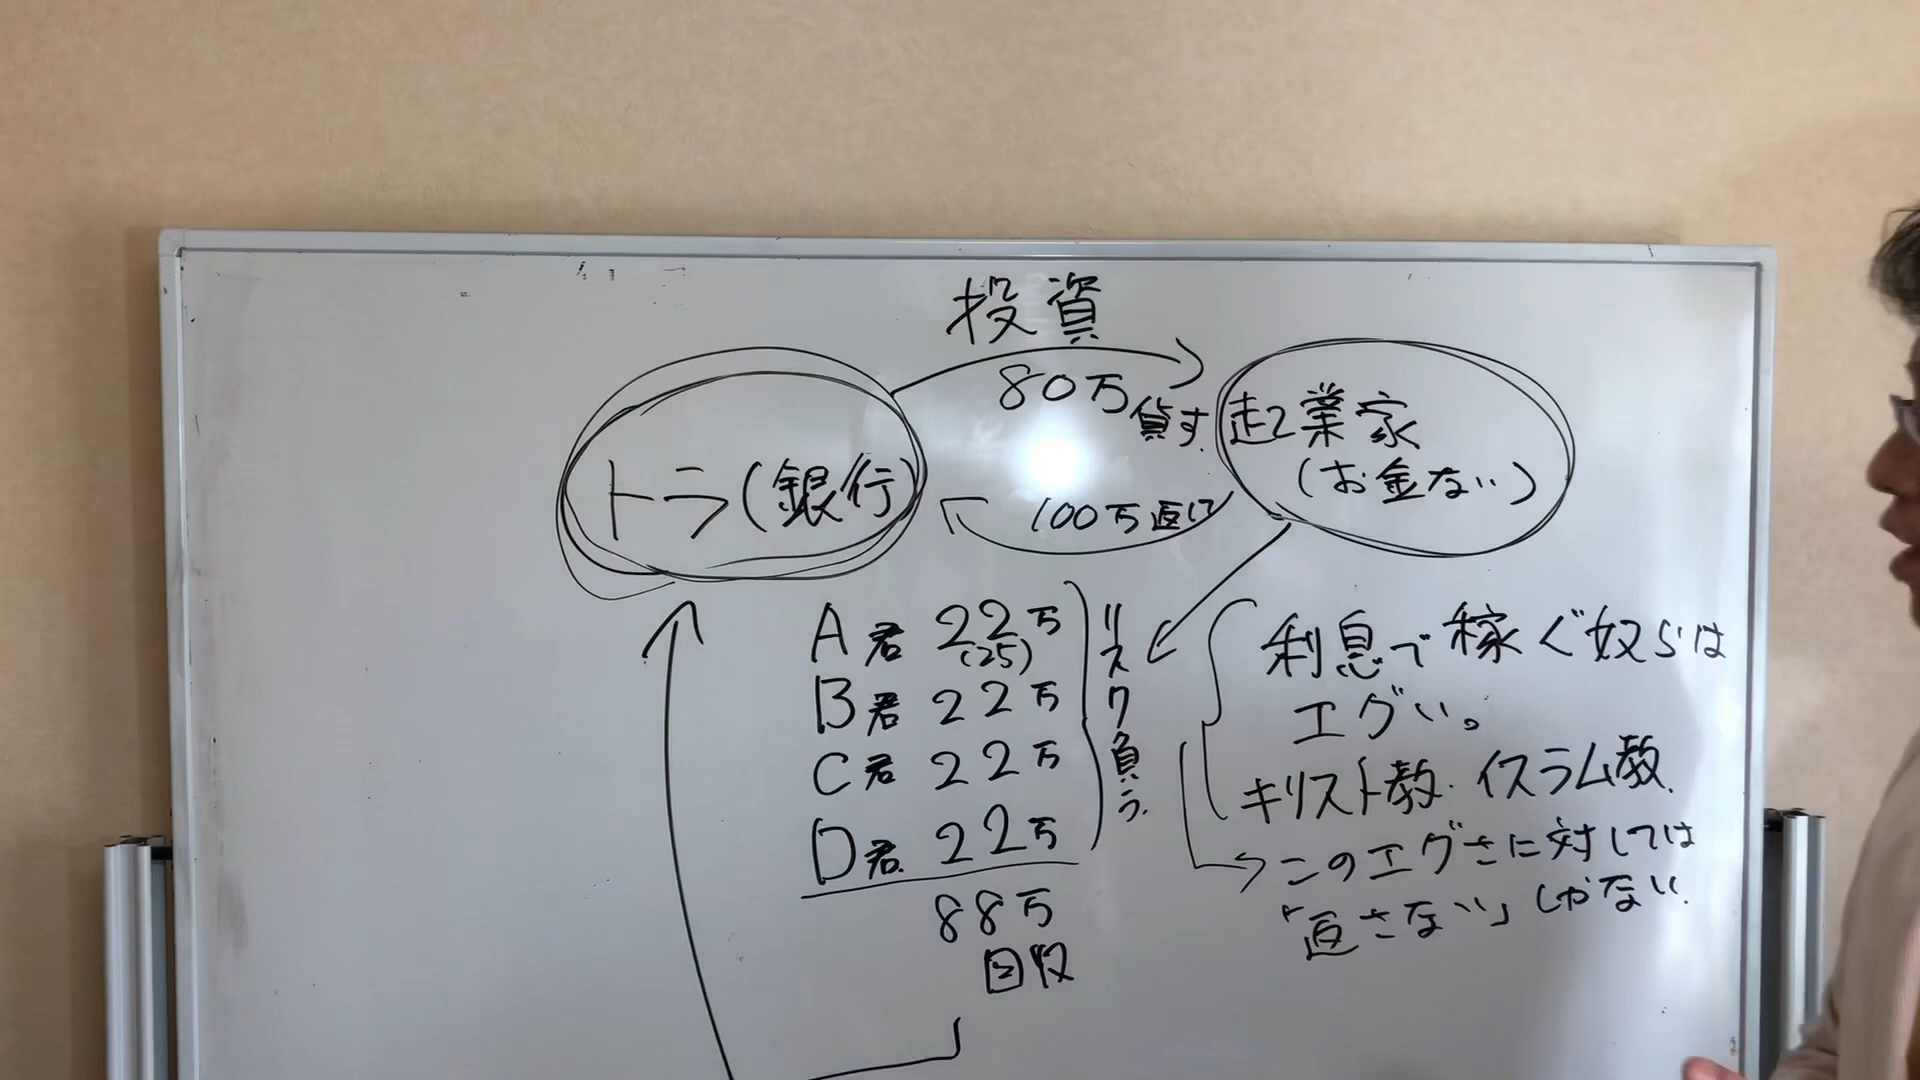 投資
80万貸す
トラ(銀行)
起業家
(お金ない)
100万返して
A君 22万
(25)
B君 22万
C君 22万
D君 22万
リスク負う
88万
回収
利息で稼ぐ奴らは
エグい。
キリスト教・イスラム教
このエグさに対しては
「返さない」しかない